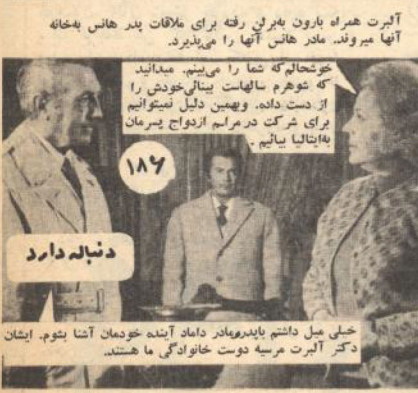 آلبرت همراه بارون به‌برلن رفته برای ملاقات پدر هانس به‌خانه
آنها میروند. مادر هانس آنها را می‌پذیرد.
خوشحالم‌که شما را می‌بینم. میدانید
که شوهرم سالهاست بینائی‌خودش را
از دست داده. وبهمین دلیل نمیتوانیم
برای شرکت درمراسم ازدواج پسرمان
به‌ایتالیا بیائیم.
۱۸۶
دنباله دارد
خیلی میل داشتم باپدرومادر داماد آینده خودمان آشنا بشوم. ایشان
دکتر آلبرت مرسیه دوست خانوادگی ما هستند.